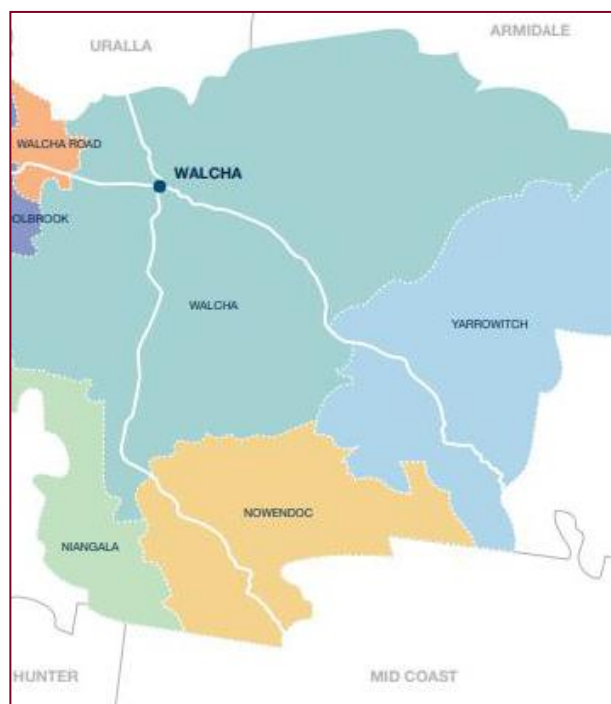 URALLA
ARMIDALE
WALCHA ROAD
WALCHA
OLBROOK
WALCHA
YARROWITCH
NOWENDOC
NIANGALA
HUNTER
MID COAST